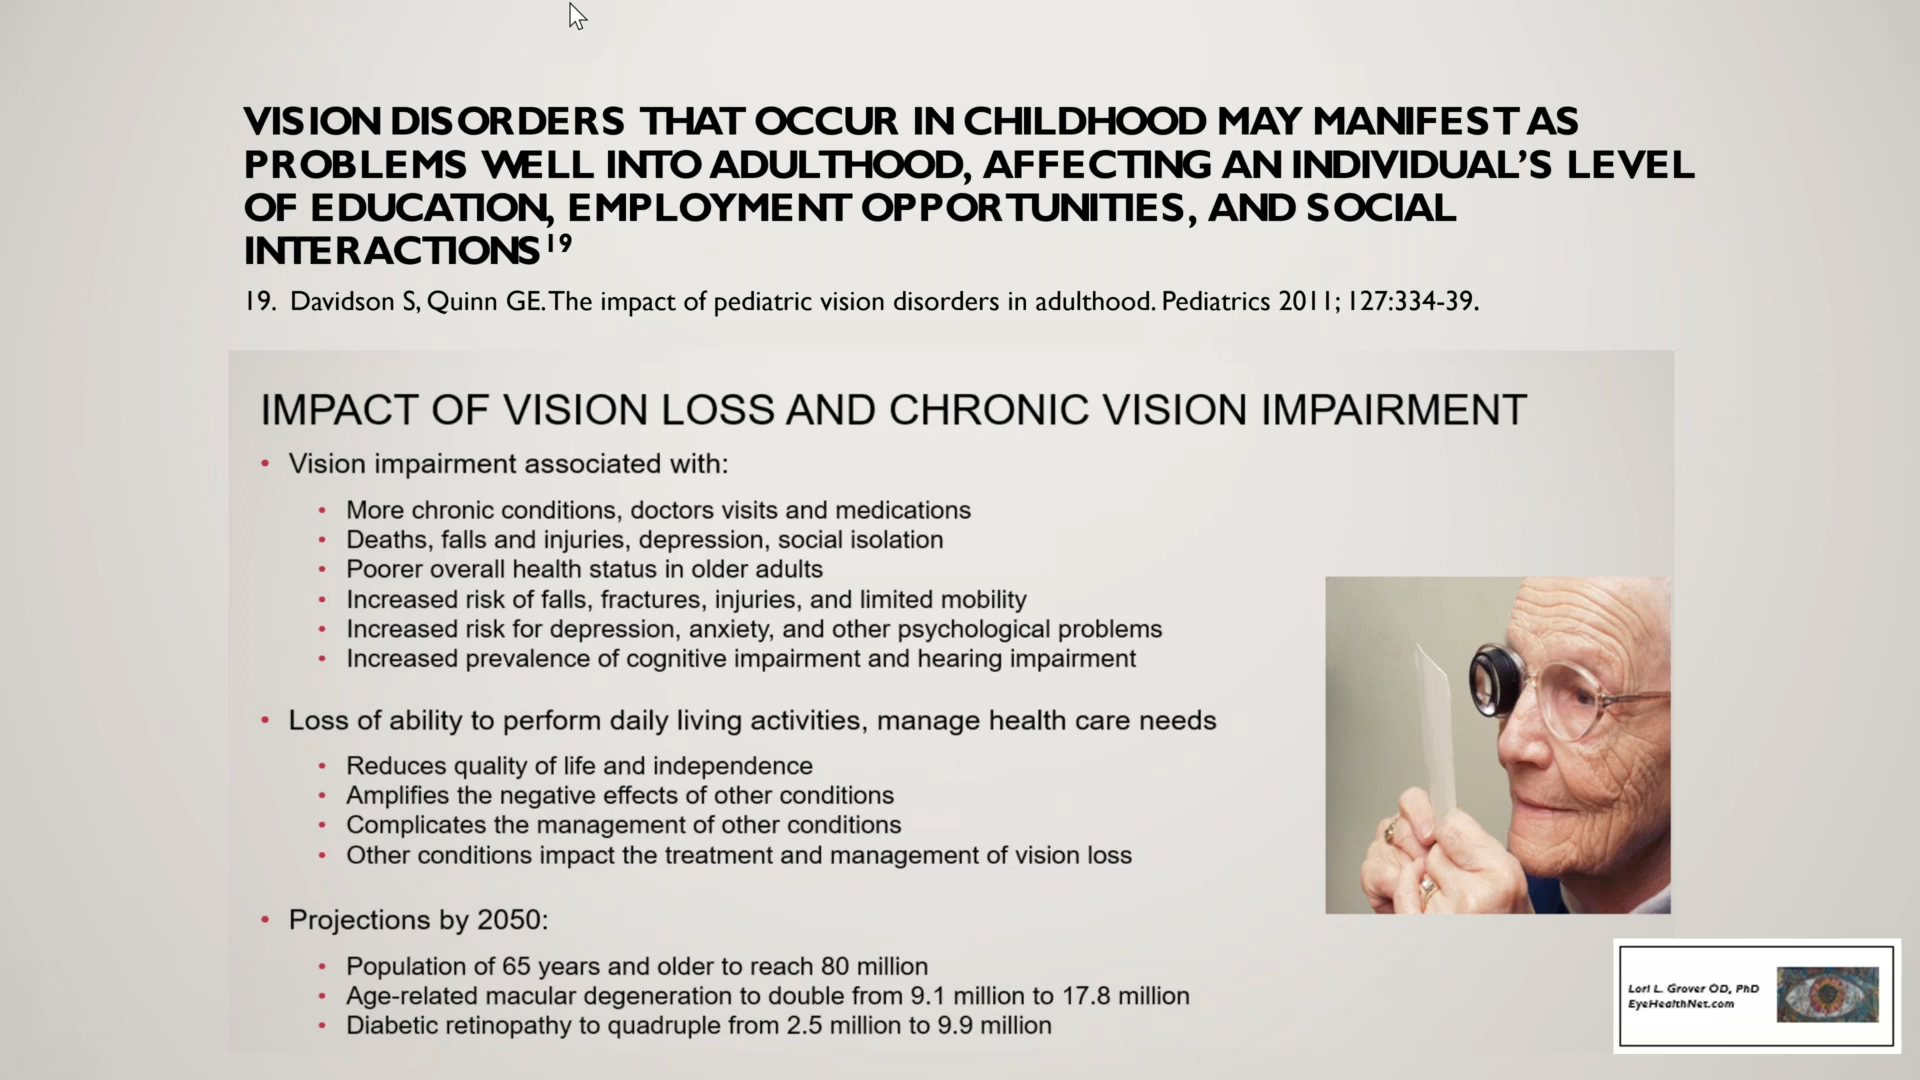 VISION DISORDERS THAT OCCUR IN CHILDHOOD MAY MANIFEST AS
PROBLEMS WELL INTO ADULTHOOD, AFFECTING AN INDIVIDUAL'S LEVEL
OF EDUCATION, EMPLOYMENT OPPORTUNITIES, AND SOCIAL
INTERACTIONS¹⁹
19. Davidson S, Quinn GE. The impact of pediatric vision disorders in adulthood. Pediatrics 2011; 127:334-39.
IMPACT OF VISION LOSS AND CHRONIC VISION IMPAIRMENT
• Vision impairment associated with:
• More chronic conditions, doctors visits and medications
• Deaths, falls and injuries, depression, social isolation
• Poorer overall health status in older adults
• Increased risk of falls, fractures, injuries, and limited mobility
• Increased risk for depression, anxiety, and other psychological problems
• Increased prevalence of cognitive impairment and hearing impairment
• Loss of ability to perform daily living activities, manage health care needs
• Reduces quality of life and independence
• Amplifies the negative effects of other conditions
• Complicates the management of other conditions
• Other conditions impact the treatment and management of vision loss
• Projections by 2050:
• Population of 65 years and older to reach 80 million
• Age-related macular degeneration to double from 9.1 million to 17.8 million
• Diabetic retinopathy to quadruple from 2.5 million to 9.9 million
Lori L. Grover OD, PhD
EyeHealthNet.com